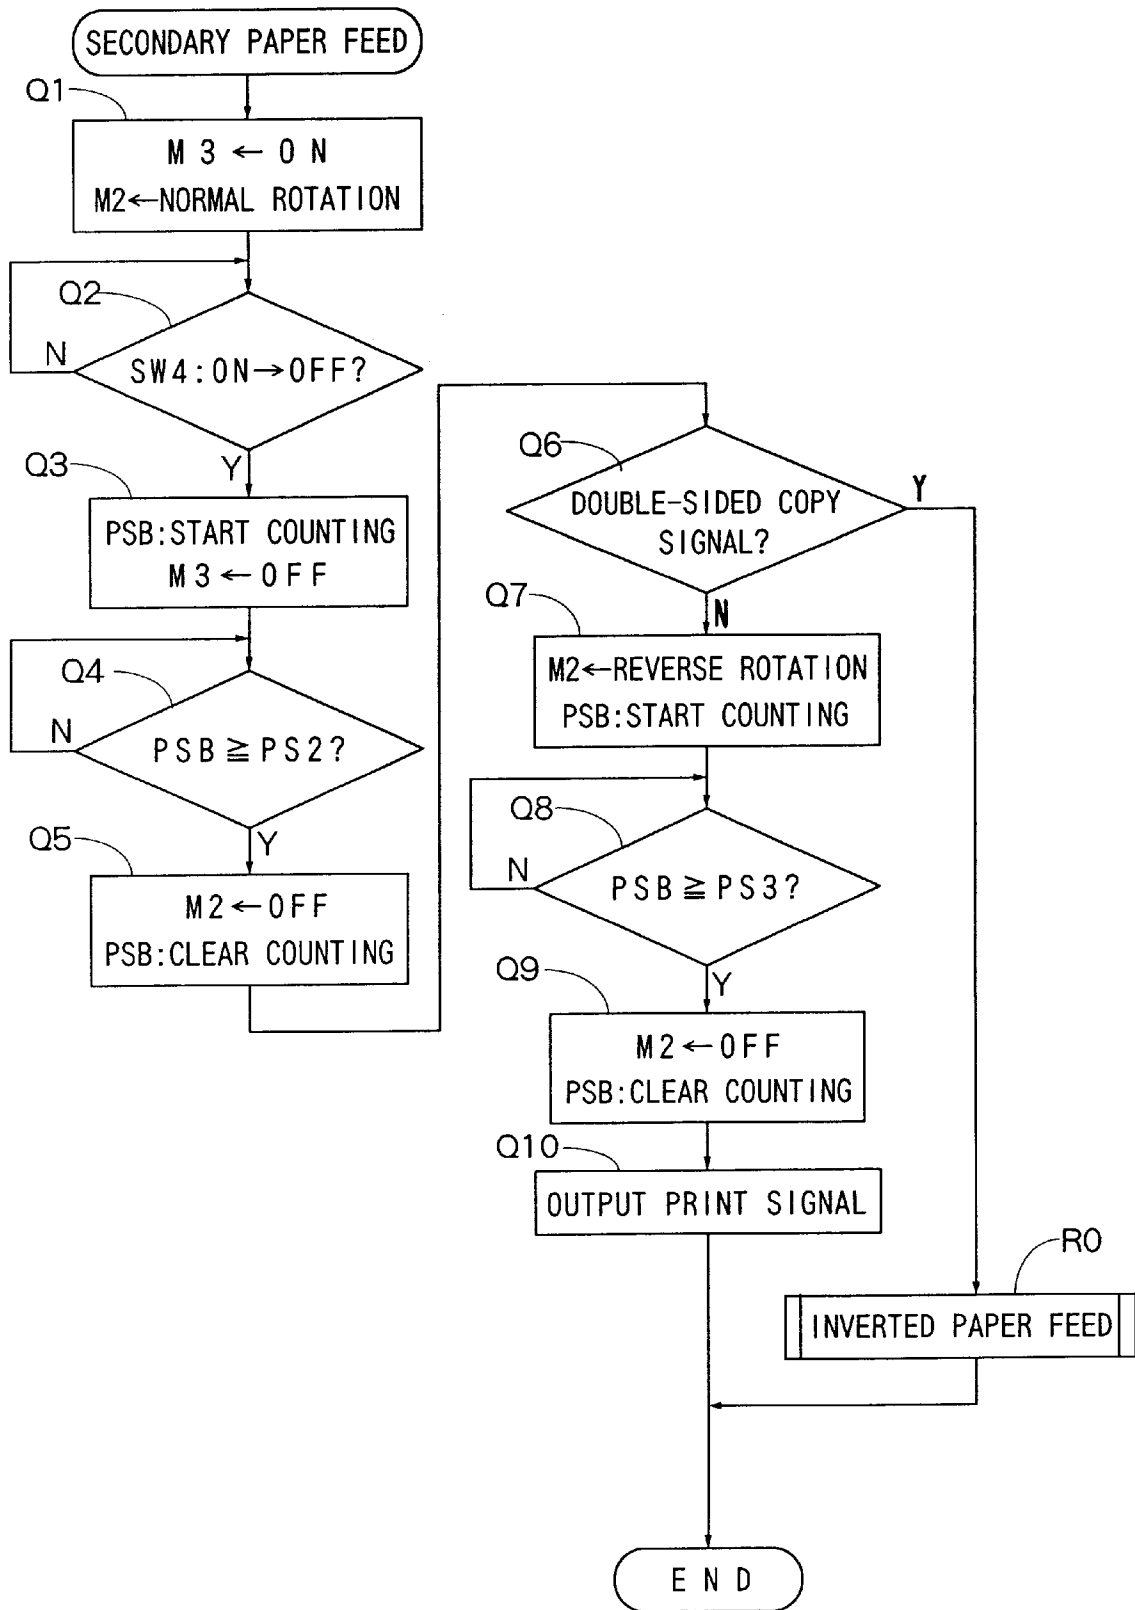 SECONDARY PAPER FEED
Q1
M3 ← ON
M2←NORMAL ROTATION
Q2
N
SW4:ON→OFF?
Y
Q3
PSB:START COUNTING
M3 ← OFF
Q4
N
PSB ≧ PS2?
Y
Q5
M2←OFF
PSB:CLEAR COUNTING
Q6
DOUBLE-SIDED COPY
SIGNAL?
Y
N
Q7
M2←REVERSE ROTATION
PSB:START COUNTING
Q8
N
PSB ≧ PS3?
Y
Q9
M2←OFF
PSB:CLEAR COUNTING
Q10
OUTPUT PRINT SIGNAL
R0
INVERTED PAPER FEED
END